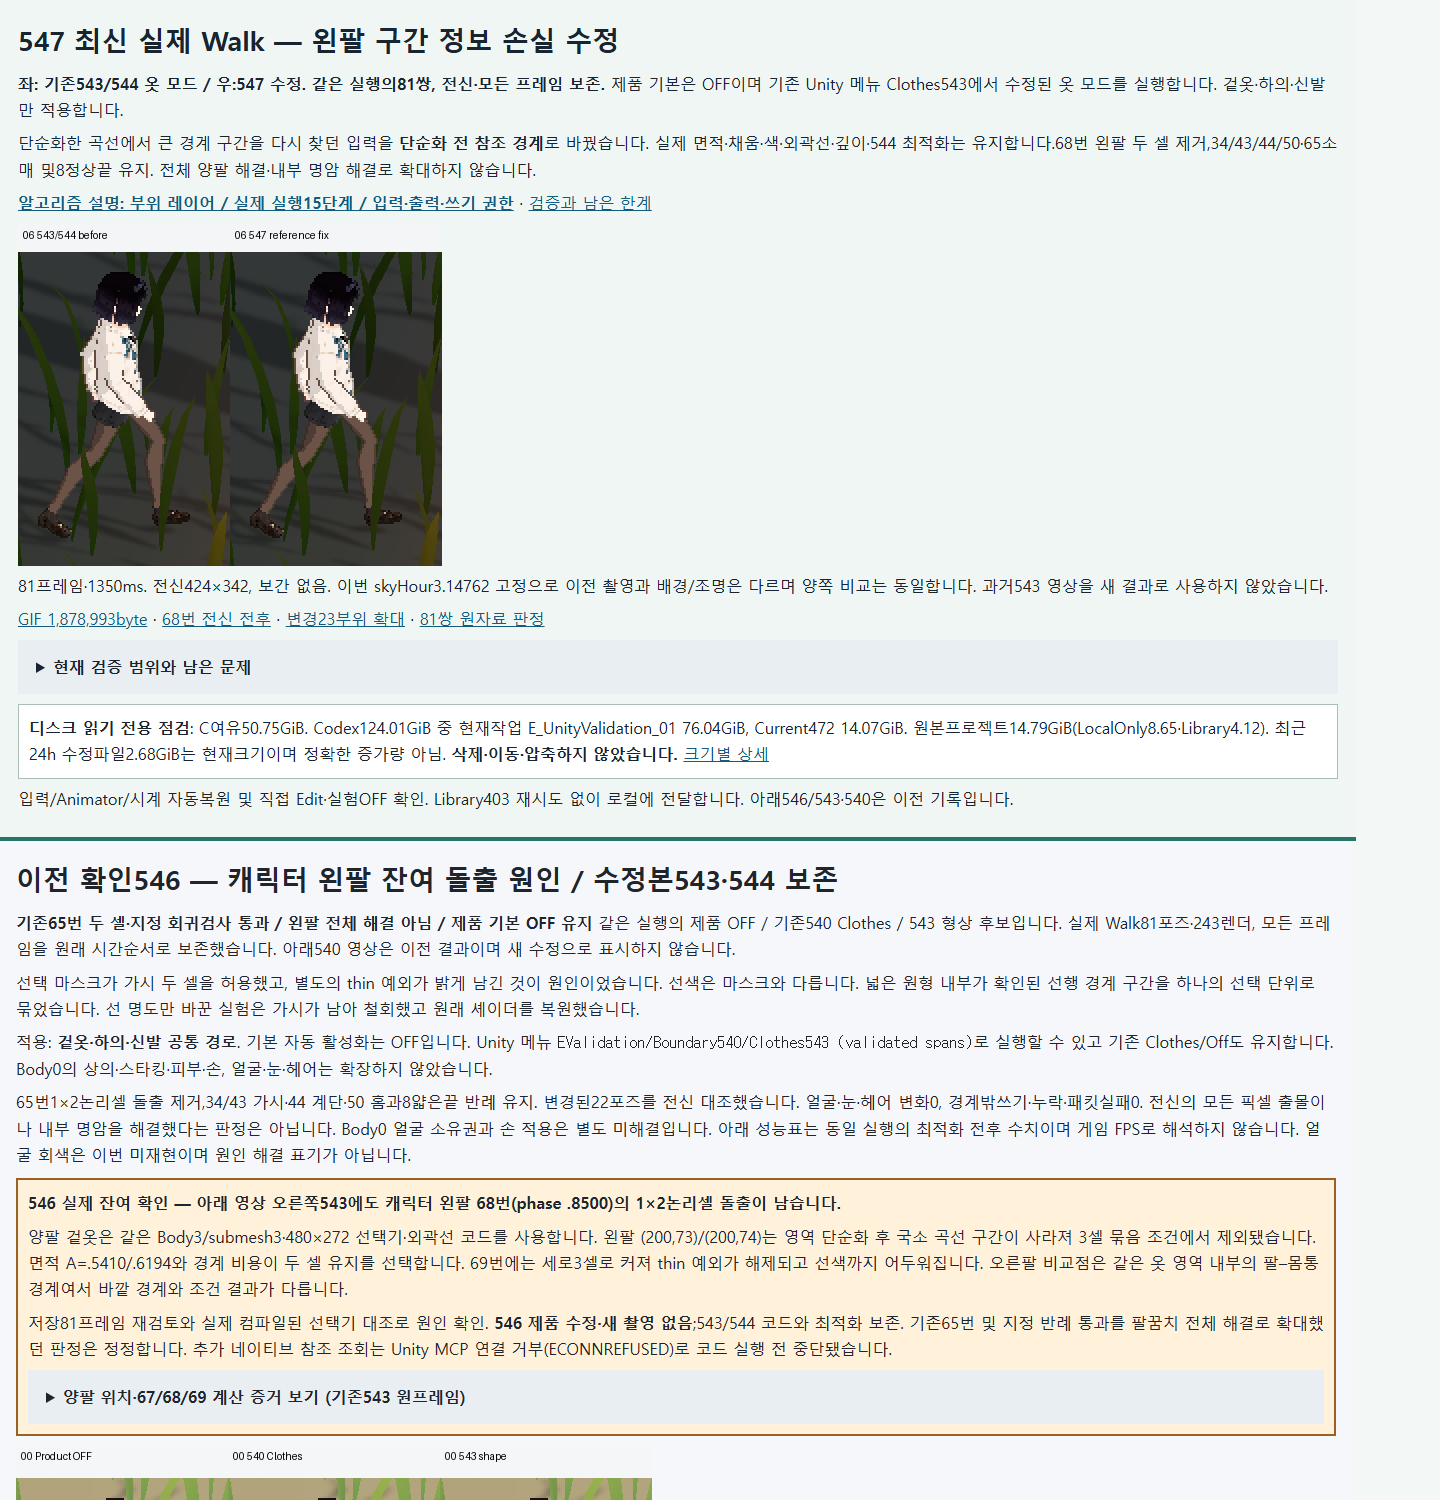 547 최신 실제 Walk — 왼팔 구간 정보 손실 수정
좌: 기존543/544 옷 모드 / 우:547 수정. 같은 실행의81쌍, 전신·모든 프레임 보존. 제품 기본은 OFF이며 기존 Unity 메뉴 Clothes543에서 수정된 옷 모드를 실행합니다. 겉옷·하의·신발
만 적용합니다.
단순화한 곡선에서 큰 경계 구간을 다시 찾던 입력을 단순화 전 참조 경계로 바꿨습니다. 실제 면적·채움·색·외곽선·깊이·544 최적화는 유지합니다.68번 왼팔 두 셀 제거,34/43/44/50·65소
매 및8정상끝 유지. 전체 양팔 해결·내부 명암 해결로 확대하지 않습니다.
알고리즘 설명: 부위 레이어 / 실제 실행15단계 / 입력·출력·쓰기 권한 · 검증과 남은 한계
06 543/544 before
06 547 reference fix
81프레임·1350ms. 전신424×342, 보간 없음. 이번 skyHour3.14762 고정으로 이전 촬영과 배경/조명은 다르며 양쪽 비교는 동일합니다. 과거543 영상을 새 결과로 사용하지 않았습니다.
GIF 1,878,993byte · 68번 전신 전후 · 변경23부위 확대 · 81쌍 원자료 판정
▶ 현재 검증 범위와 남은 문제
디스크 읽기 전용 점검: C여유50.75GiB. Codex124.01GiB 중 현재작업 E_UnityValidation_01 76.04GiB, Current472 14.07GiB. 원본프로젝트14.79GiB(LocalOnly8.65·Library4.12). 최근
24h 수정파일2.68GiB는 현재크기이며 정확한 증가량 아님. 삭제·이동·압축하지 않았습니다. 크기별 상세
입력/Animator/시계 자동복원 및 직접 Edit·실험OFF 확인. Library403 재시도 없이 로컬에 전달합니다. 아래546/543·540은 이전 기록입니다.
이전 확인546 — 캐릭터 왼팔 잔여 돌출 원인 / 수정본543·544 보존
기존65번 두 셀·지정 회귀검사 통과 / 왼팔 전체 해결 아님 / 제품 기본 OFF 유지 같은 실행의 제품 OFF / 기존540 Clothes / 543 형상 후보입니다. 실제 Walk81포즈·243렌더, 모든 프레
임을 원래 시간순서로 보존했습니다. 아래540 영상은 이전 결과이며 새 수정으로 표시하지 않습니다.
선택 마스크가 가시 두 셀을 허용했고, 별도의 thin 예외가 밝게 남긴 것이 원인이었습니다. 선색은 마스크와 다릅니다. 넓은 원형 내부가 확인된 선행 경계 구간을 하나의 선택 단위로
묶었습니다. 선 명도만 바꾼 실험은 가시가 남아 철회했고 원래 셰이더를 복원했습니다.
적용: 겉옷·하의·신발 공통 경로. 기본 자동 활성화는 OFF입니다. Unity 메뉴 EValidation/Boundary540/Clothes543 (validated spans)로 실행할 수 있고 기존 Clothes/Off도 유지합니다.
Body0의 상의·스타킹·피부·손, 얼굴·눈·헤어는 확장하지 않았습니다.
65번1×2논리셀 돌출 제거,34/43 가시·44 계단·50 홈과8얇은끝 반례 유지. 변경된22포즈를 전신 대조했습니다. 얼굴·눈·헤어 변화0, 경계밖쓰기·누락·패킷실패0. 전신의 모든 픽셀 출몰이
나 내부 명암을 해결했다는 판정은 아닙니다. Body0 얼굴 소유권과 손 적용은 별도 미해결입니다. 아래 성능표는 동일 실행의 최적화 전후 수치이며 게임 FPS로 해석하지 않습니다. 얼
굴 회색은 이번 미재현이며 원인 해결 표기가 아닙니다.
546 실제 잔여 확인 — 아래 영상 오른쪽543에도 캐릭터 왼팔 68번(phase .8500)의 1×2논리셀 돌출이 남습니다.
양팔 겉옷은 같은 Body3/submesh3·480×272 선택기·외곽선 코드를 사용합니다. 왼팔 (200,73)/(200,74)는 영역 단순화 후 국소 곡선 구간이 사라져 3셀 묶음 조건에서 제외됐습니다.
면적 A=.5410/.6194와 경계 비용이 두 셀 유지를 선택합니다. 69번에는 세로3셀로 커져 thin 예외가 해제되고 선색까지 어두워집니다. 오른팔 비교점은 같은 옷 영역 내부의 팔–몸통
경계여서 바깥 경계와 조건 결과가 다릅니다.
저장81프레임 재검토와 실제 컴파일된 선택기 대조로 원인 확인. 546 제품 수정·새 촬영 없음;543/544 코드와 최적화 보존. 기존65번 및 지정 반례 통과를 팔꿈치 전체 해결로 확대했
던 판정은 정정합니다. 추가 네이티브 참조 조회는 Unity MCP 연결 거부(ECONNREFUSED)로 코드 실행 전 중단됐습니다.
▶ 양팔 위치·67/68/69 계산 증거 보기 (기존543 원프레임)
00 Product OFF
00 540 Clothes
00 543 shape